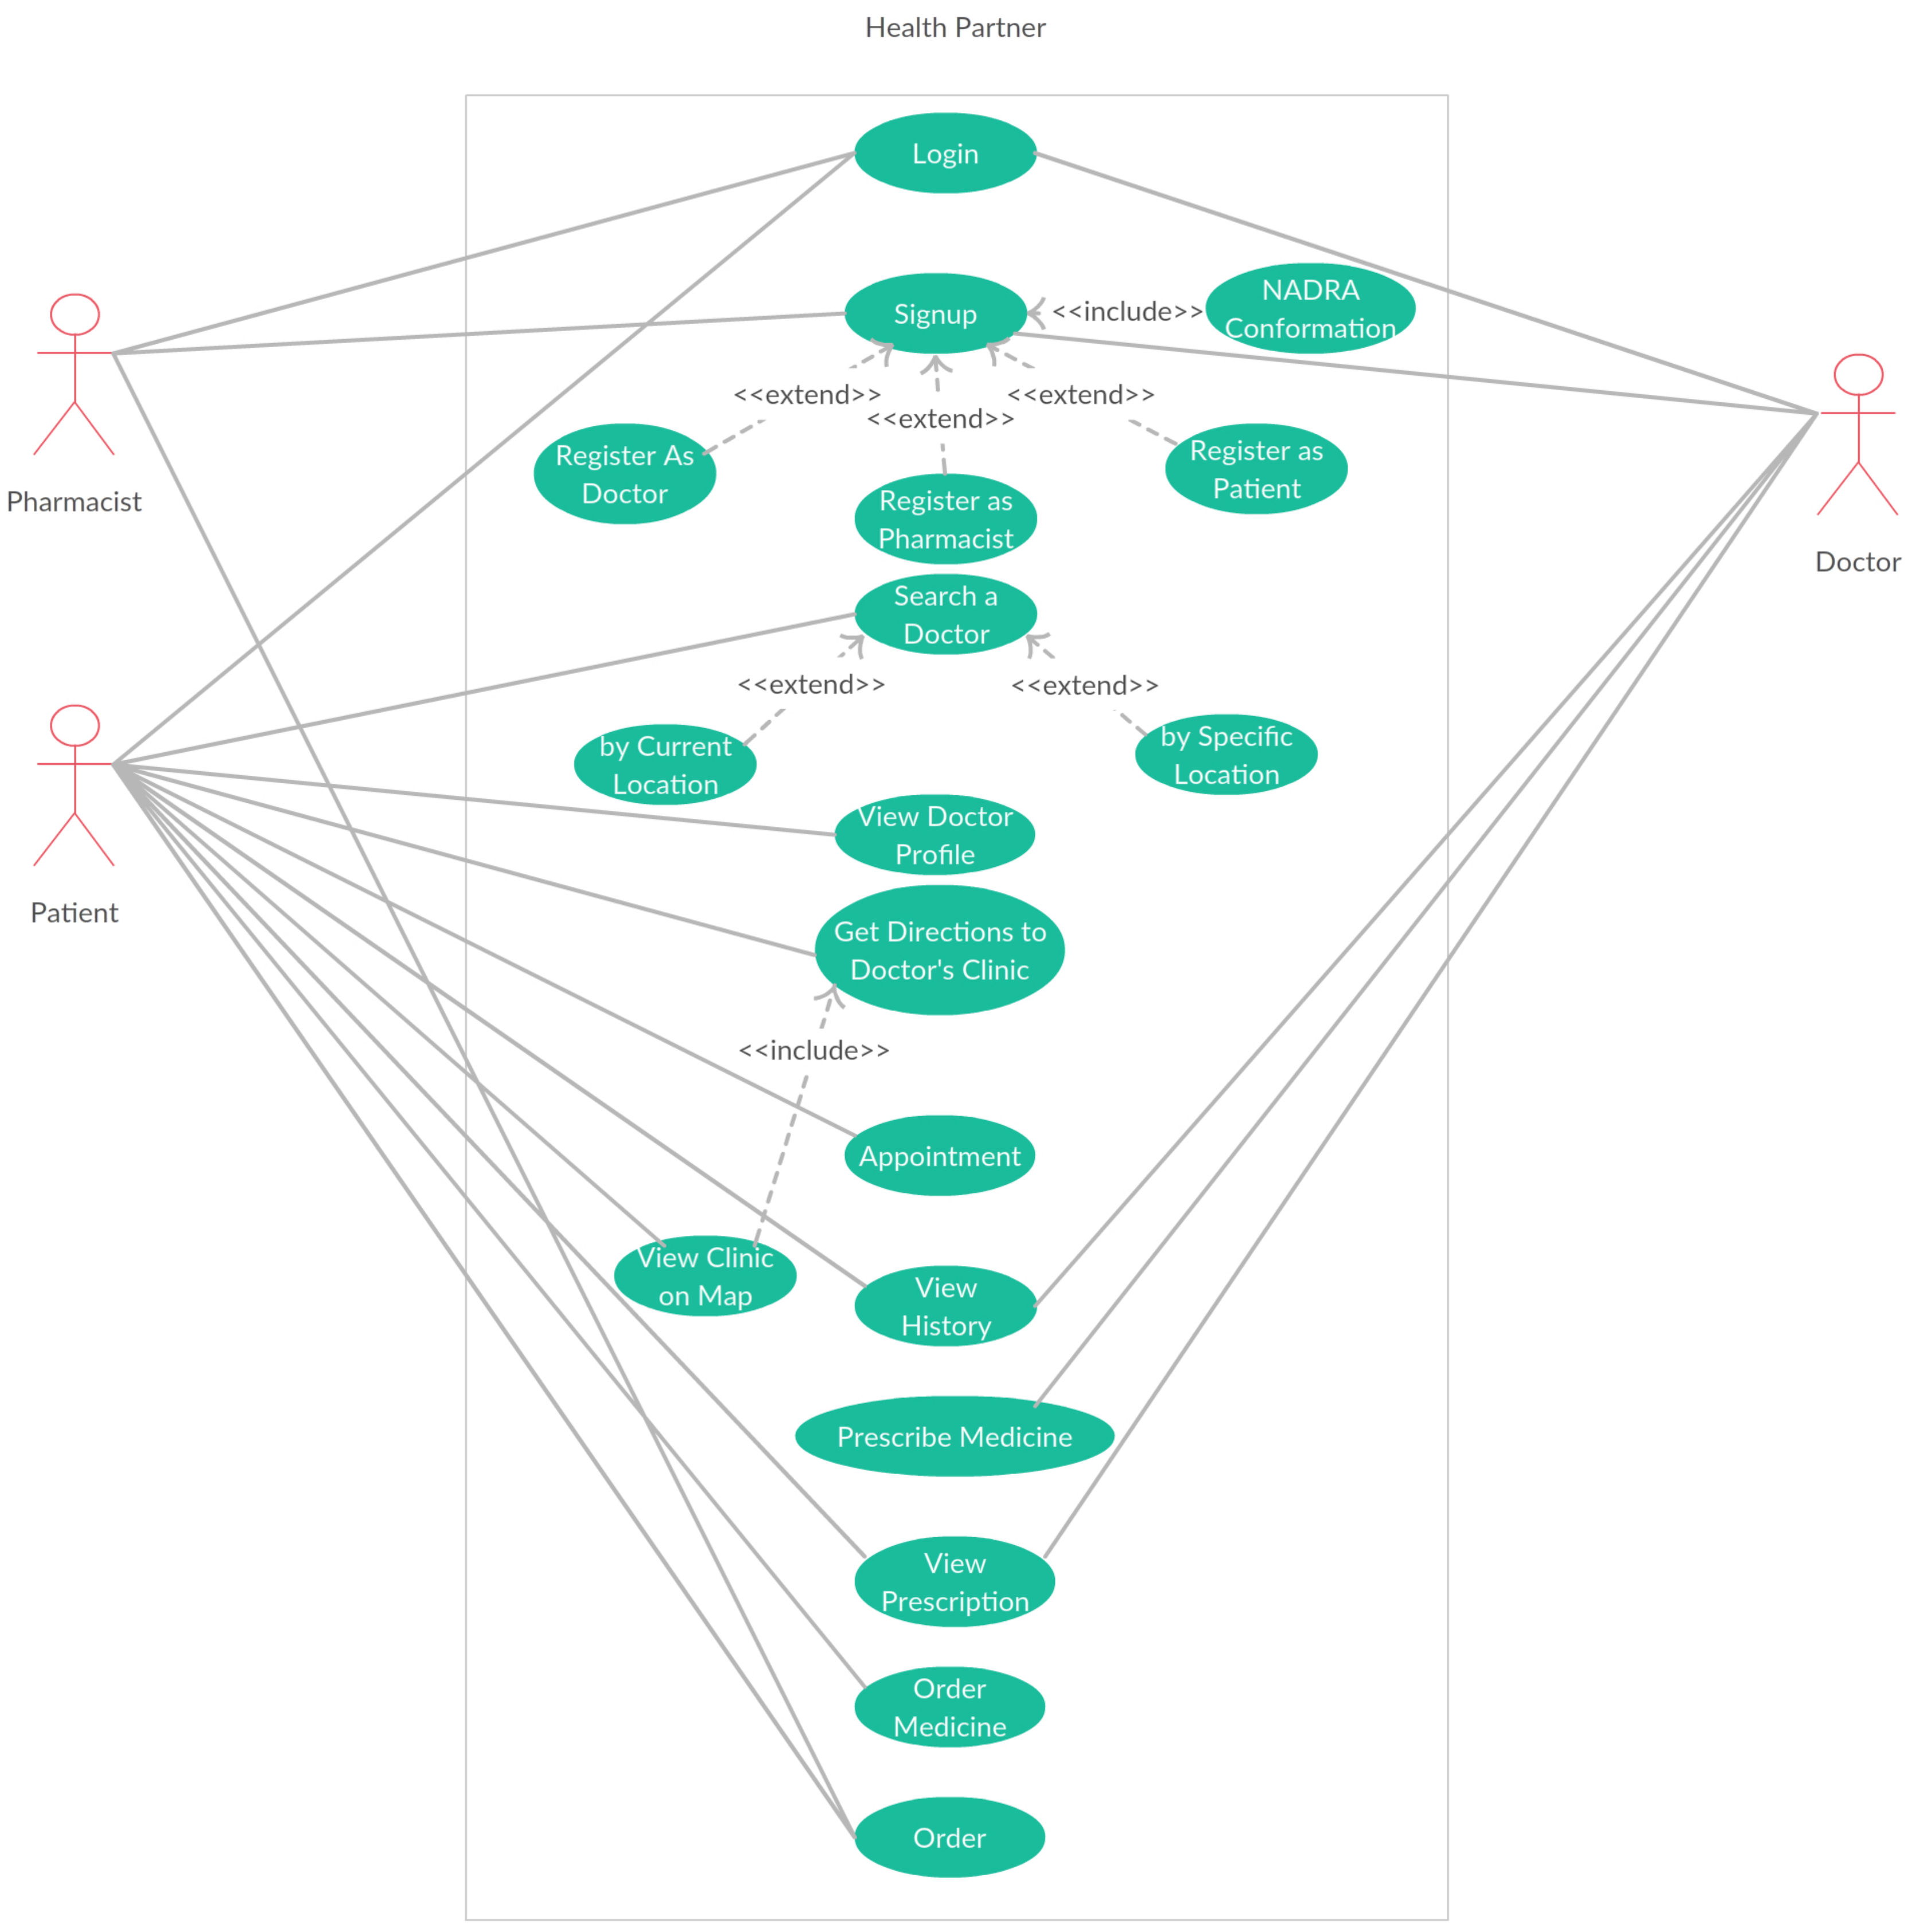 Health Partner
Login
Signup
<<include>>
NADRA
Conformation
<<extend>>
<<extend>>
<<extend>>
Register As
Doctor
Register as
Pharmacist
Register as
Patient
Pharmacist
Doctor
Search a
Doctor
<<extend>>
<<extend>>
by Current
Location
by Specific
Location
View Doctor
Profile
Patient
Get Directions to
Doctor's Clinic
<<include>>
Appointment
View Clinic
on Map
View
History
Prescribe Medicine
View
Prescription
Order
Medicine
Order